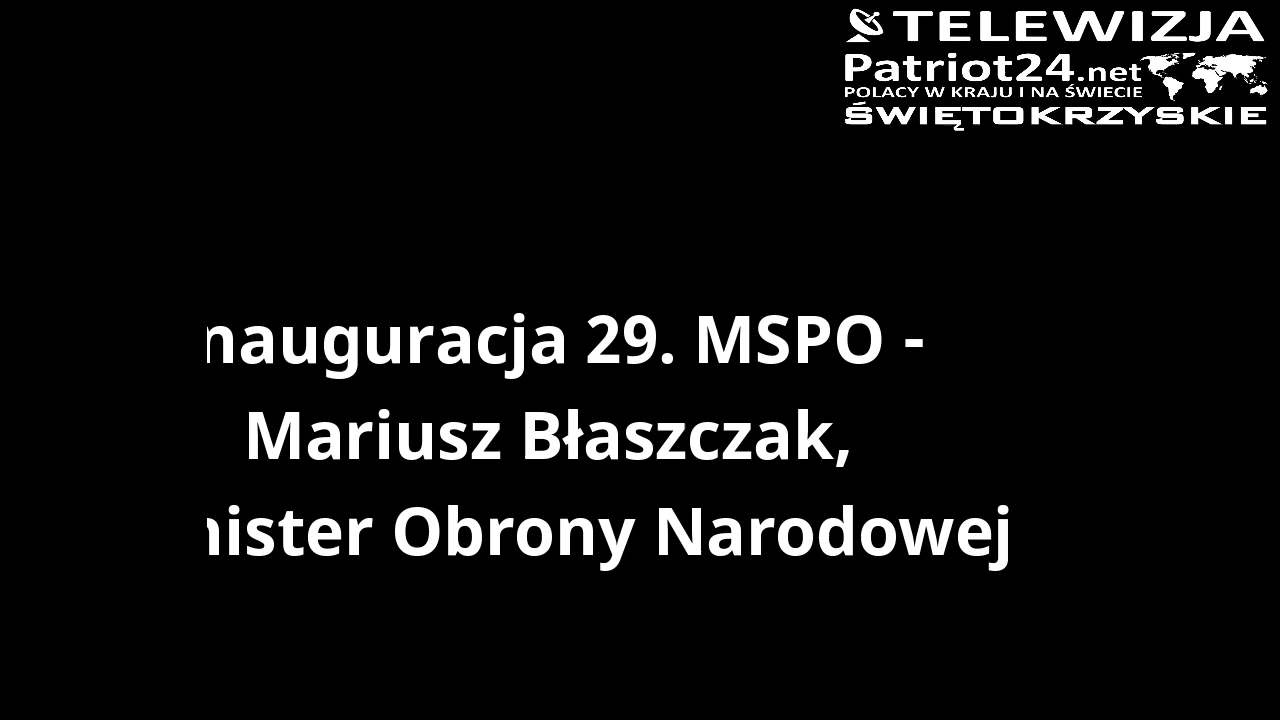 TELEWIZJA
Patriot24.net
POLACY W KRAJU I NA ŚWIECIE
ŚWIĘTOKRZYSKIE
nauguracja 29. MSPO -
Mariusz Błaszczak,
nister Obrony Narodowej